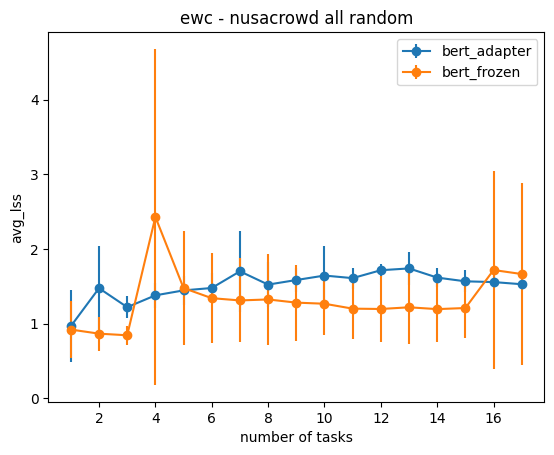 ewc - nusacrowd all random
bert_adapter
bert_frozen
4
3
2
1
0
avg_lss
2 4 6 8 10 12 14 16
number of tasks